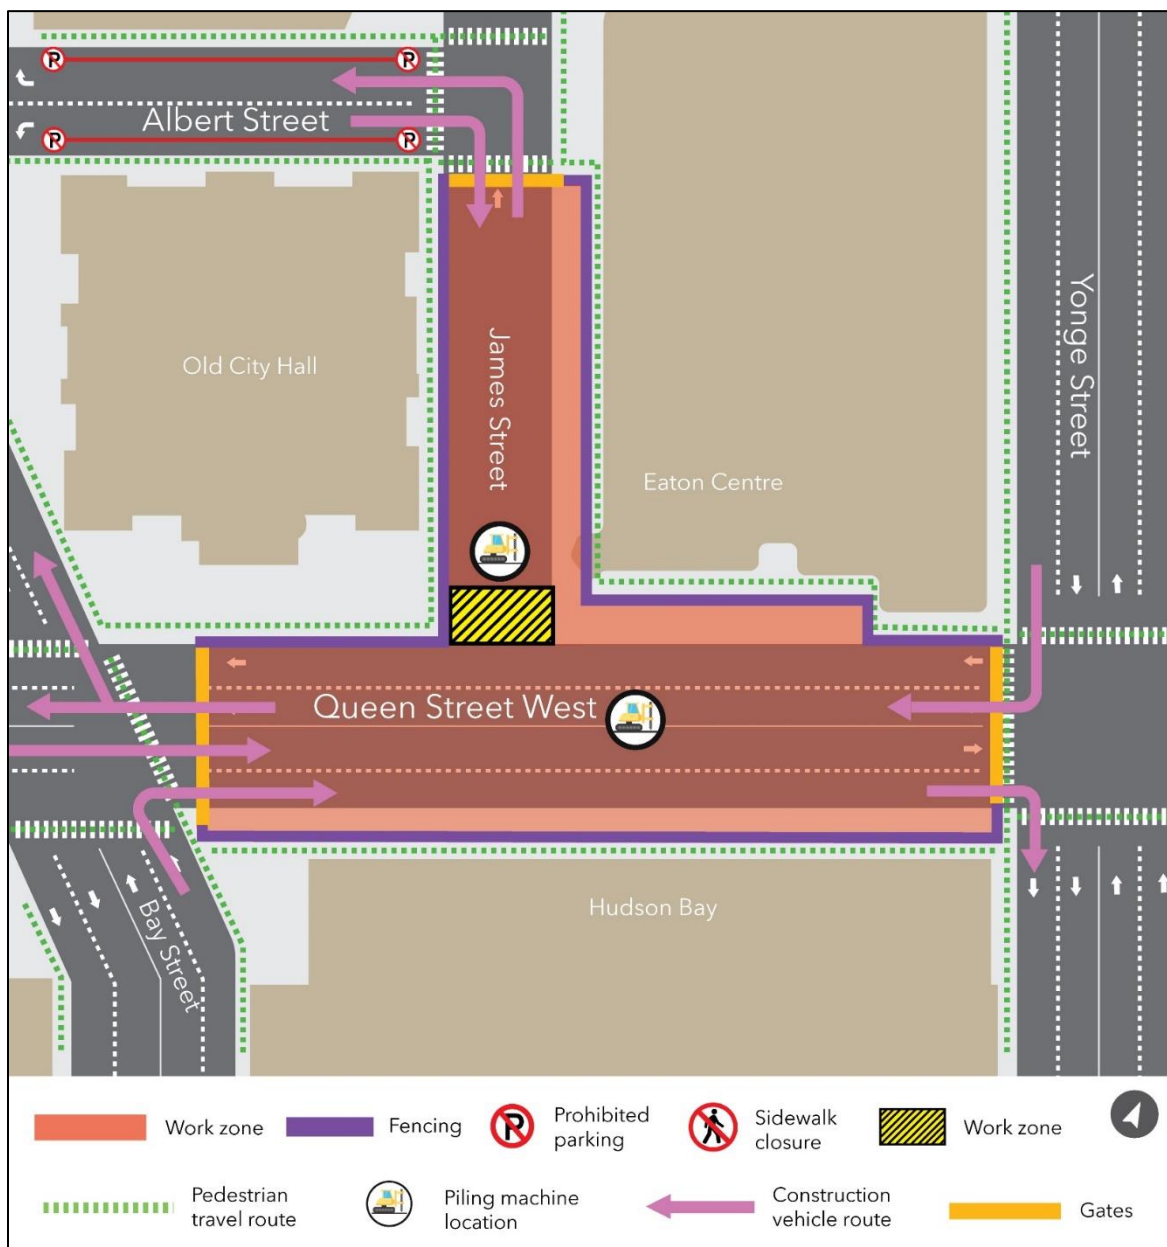 P
P
Albert Street
P
P
Yonge Street
James Street
Old City Hall
Eaton Centre
Queen Street West
Hudson Bay
Bay Street
Work zone
Fencing
P
Prohibited
parking
Sidewalk
closure
Work zone
Pedestrian
travel route
Piling machine
location
Construction
vehicle route
Gates